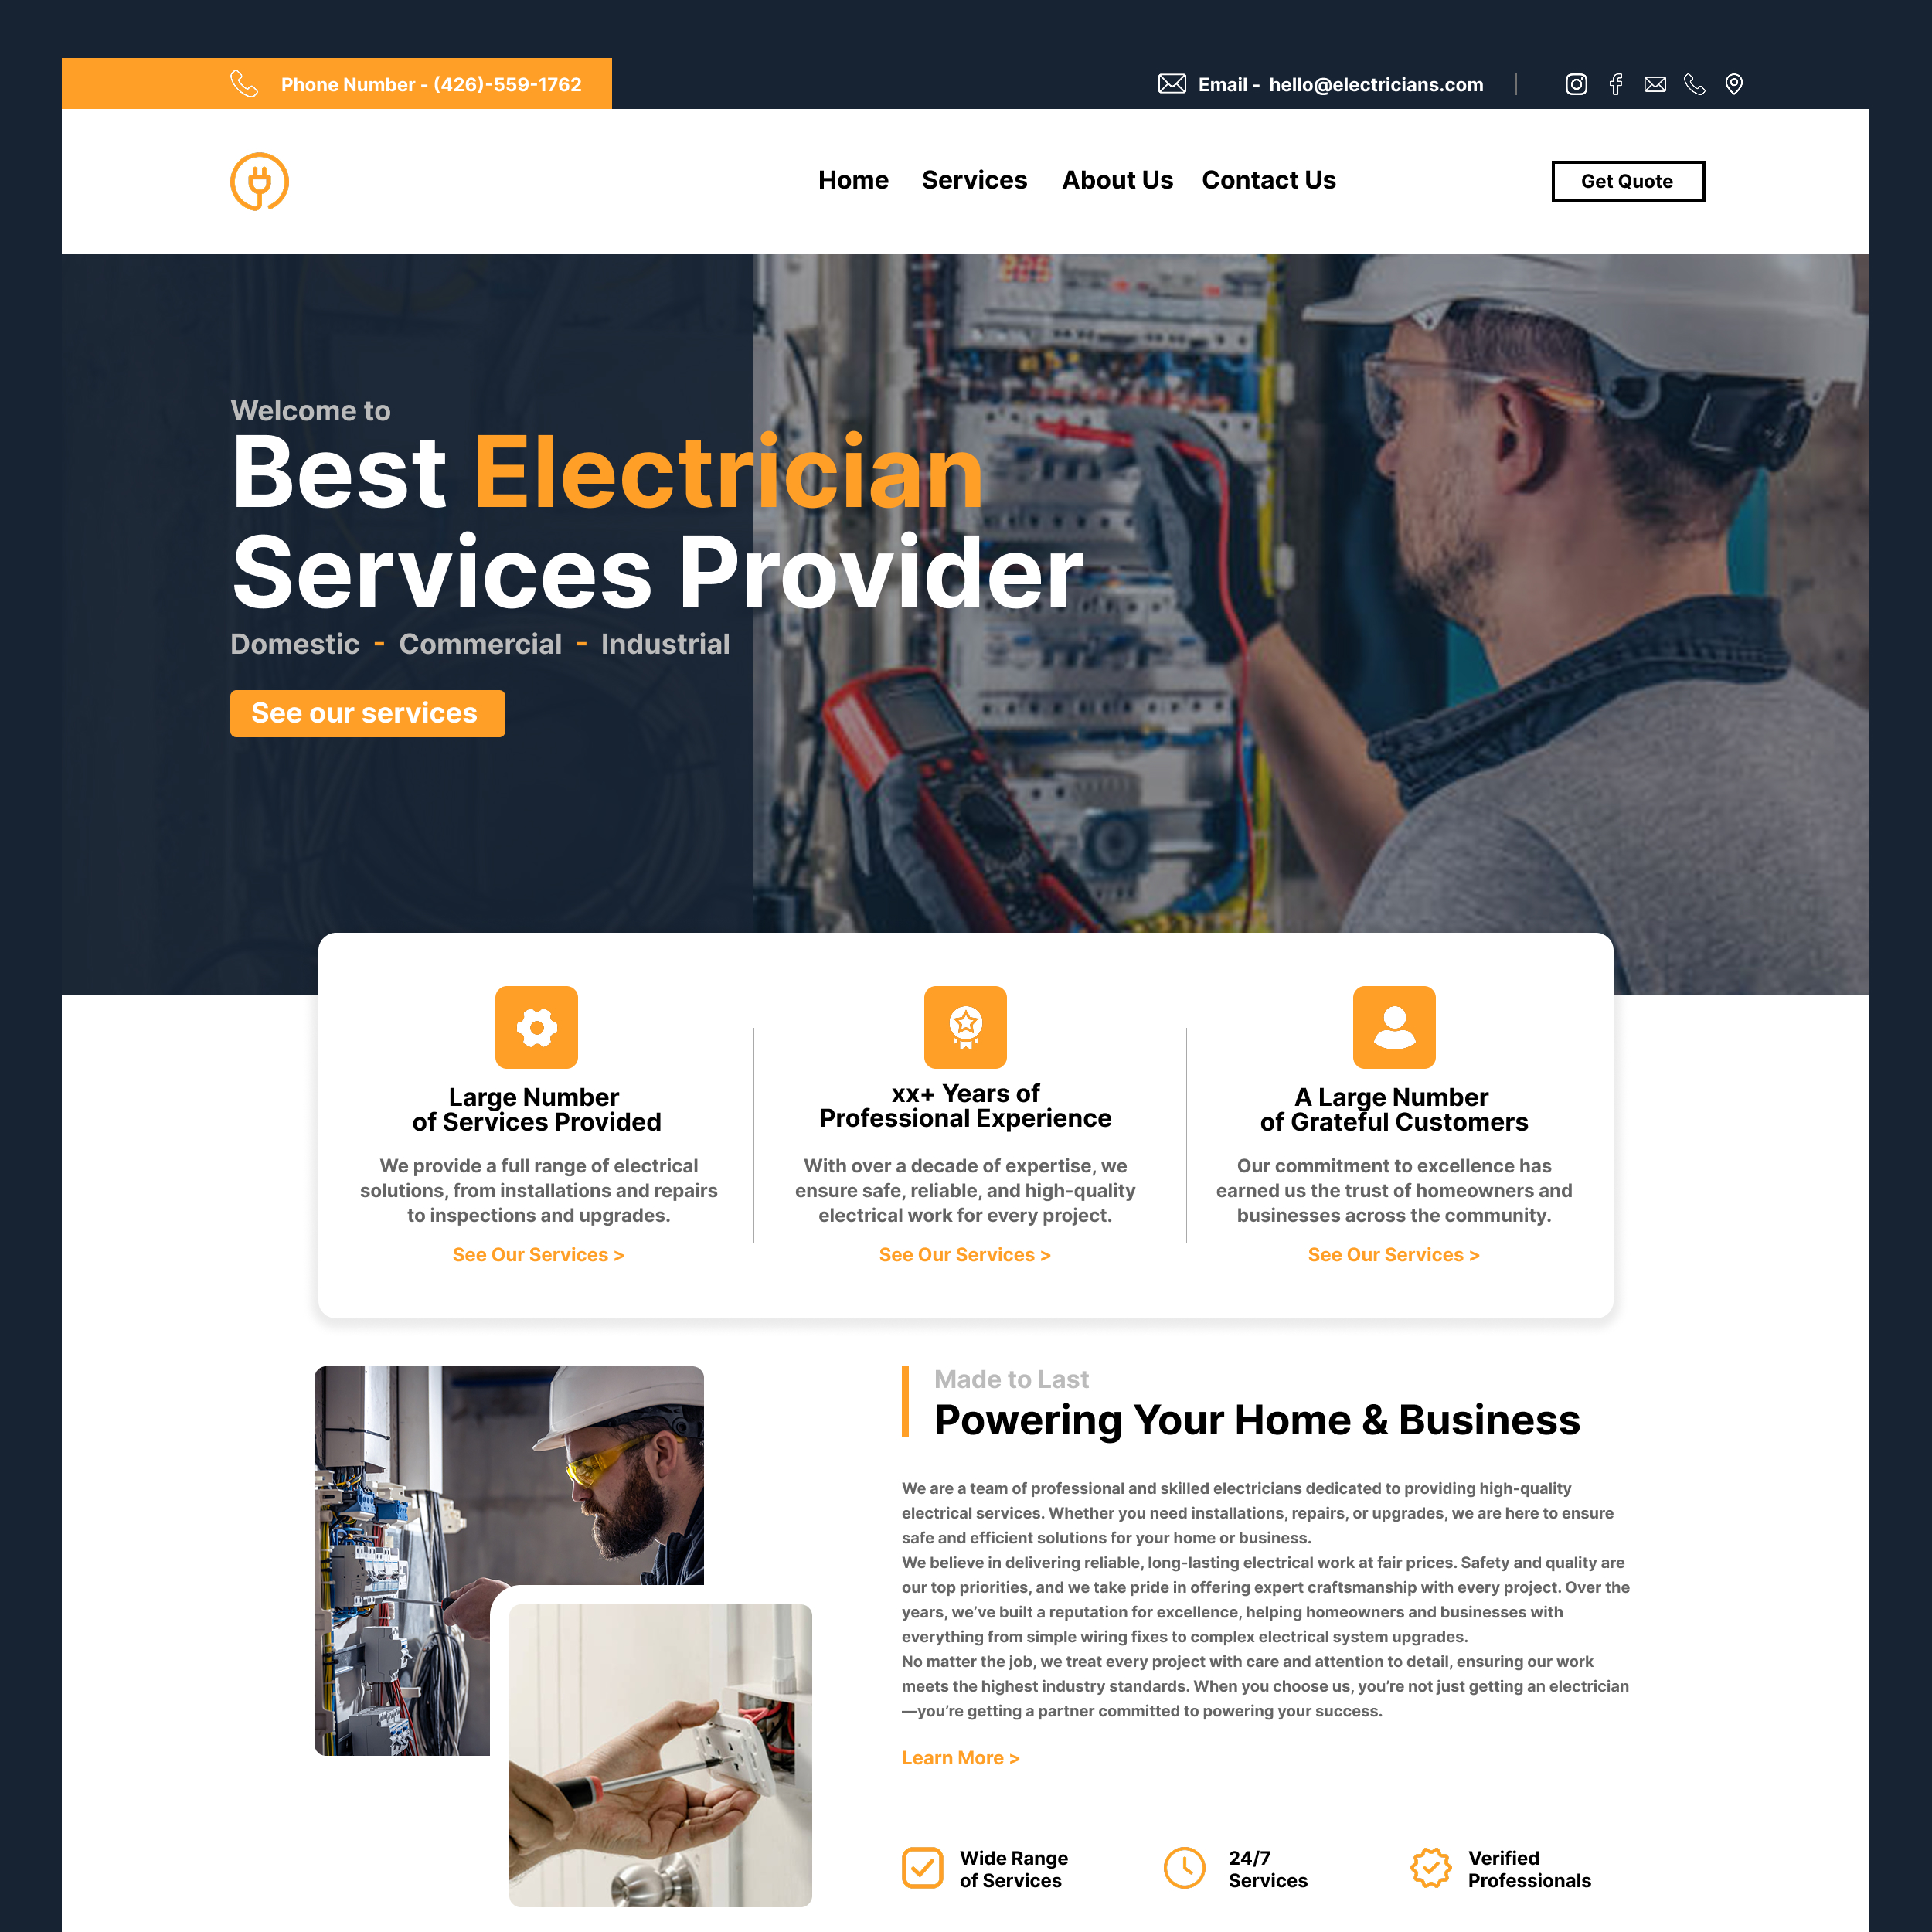 Phone Number - (426)-559-1762
Email - hello@electricians.com
Home Services About Us Contact Us
Get Quote
Welcome to
Best Electrician
Services Provider
Domestic - Commercial - Industrial
See our services
Large Number
of Services Provided
We provide a full range of electrical
solutions, from installations and repairs
to inspections and upgrades.
See Our Services >
xx+ Years of
Professional Experience
With over a decade of expertise, we
ensure safe, reliable, and high-quality
electrical work for every project.
See Our Services >
A Large Number
of Grateful Customers
Our commitment to excellence has
earned us the trust of homeowners and
businesses across the community.
See Our Services >
Made to Last
Powering Your Home & Business
We are a team of professional and skilled electricians dedicated to providing high-quality
electrical services. Whether you need installations, repairs, or upgrades, we are here to ensure
safe and efficient solutions for your home or business.
We believe in delivering reliable, long-lasting electrical work at fair prices. Safety and quality are
our top priorities, and we take pride in offering expert craftsmanship with every project. Over the
years, we’ve built a reputation for excellence, helping homeowners and businesses with
everything from simple wiring fixes to complex electrical system upgrades.
No matter the job, we treat every project with care and attention to detail, ensuring our work
meets the highest industry standards. When you choose us, you’re not just getting an electrician
—you’re getting a partner committed to powering your success.
Learn More >
Wide Range
of Services
24/7
Services
Verified
Professionals